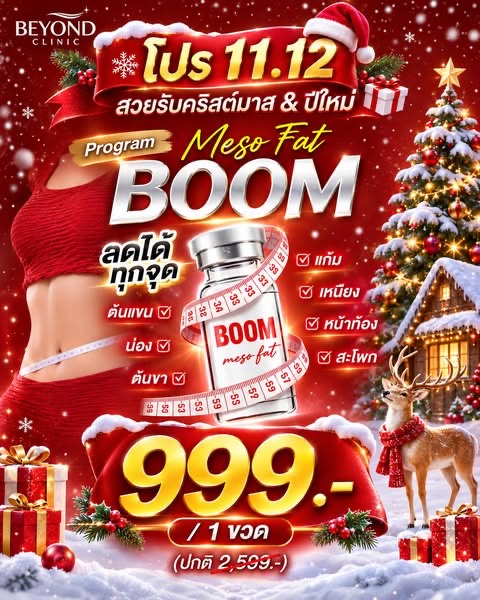 BEYOND
CLINIC
โปร 11.12
สวยรับคริสต์มาส & ปีใหม่
Program
Meso Fat
BOOM
ลดได้
ทุกจุด
ต้นแขน
น่อง
ต้นขา
แก้ม
เหนียง
หน้าท้อง
สะโพก
BOOM
meso fat
999.-
/ 1 ขวด
(ปกติ 2,599.-)